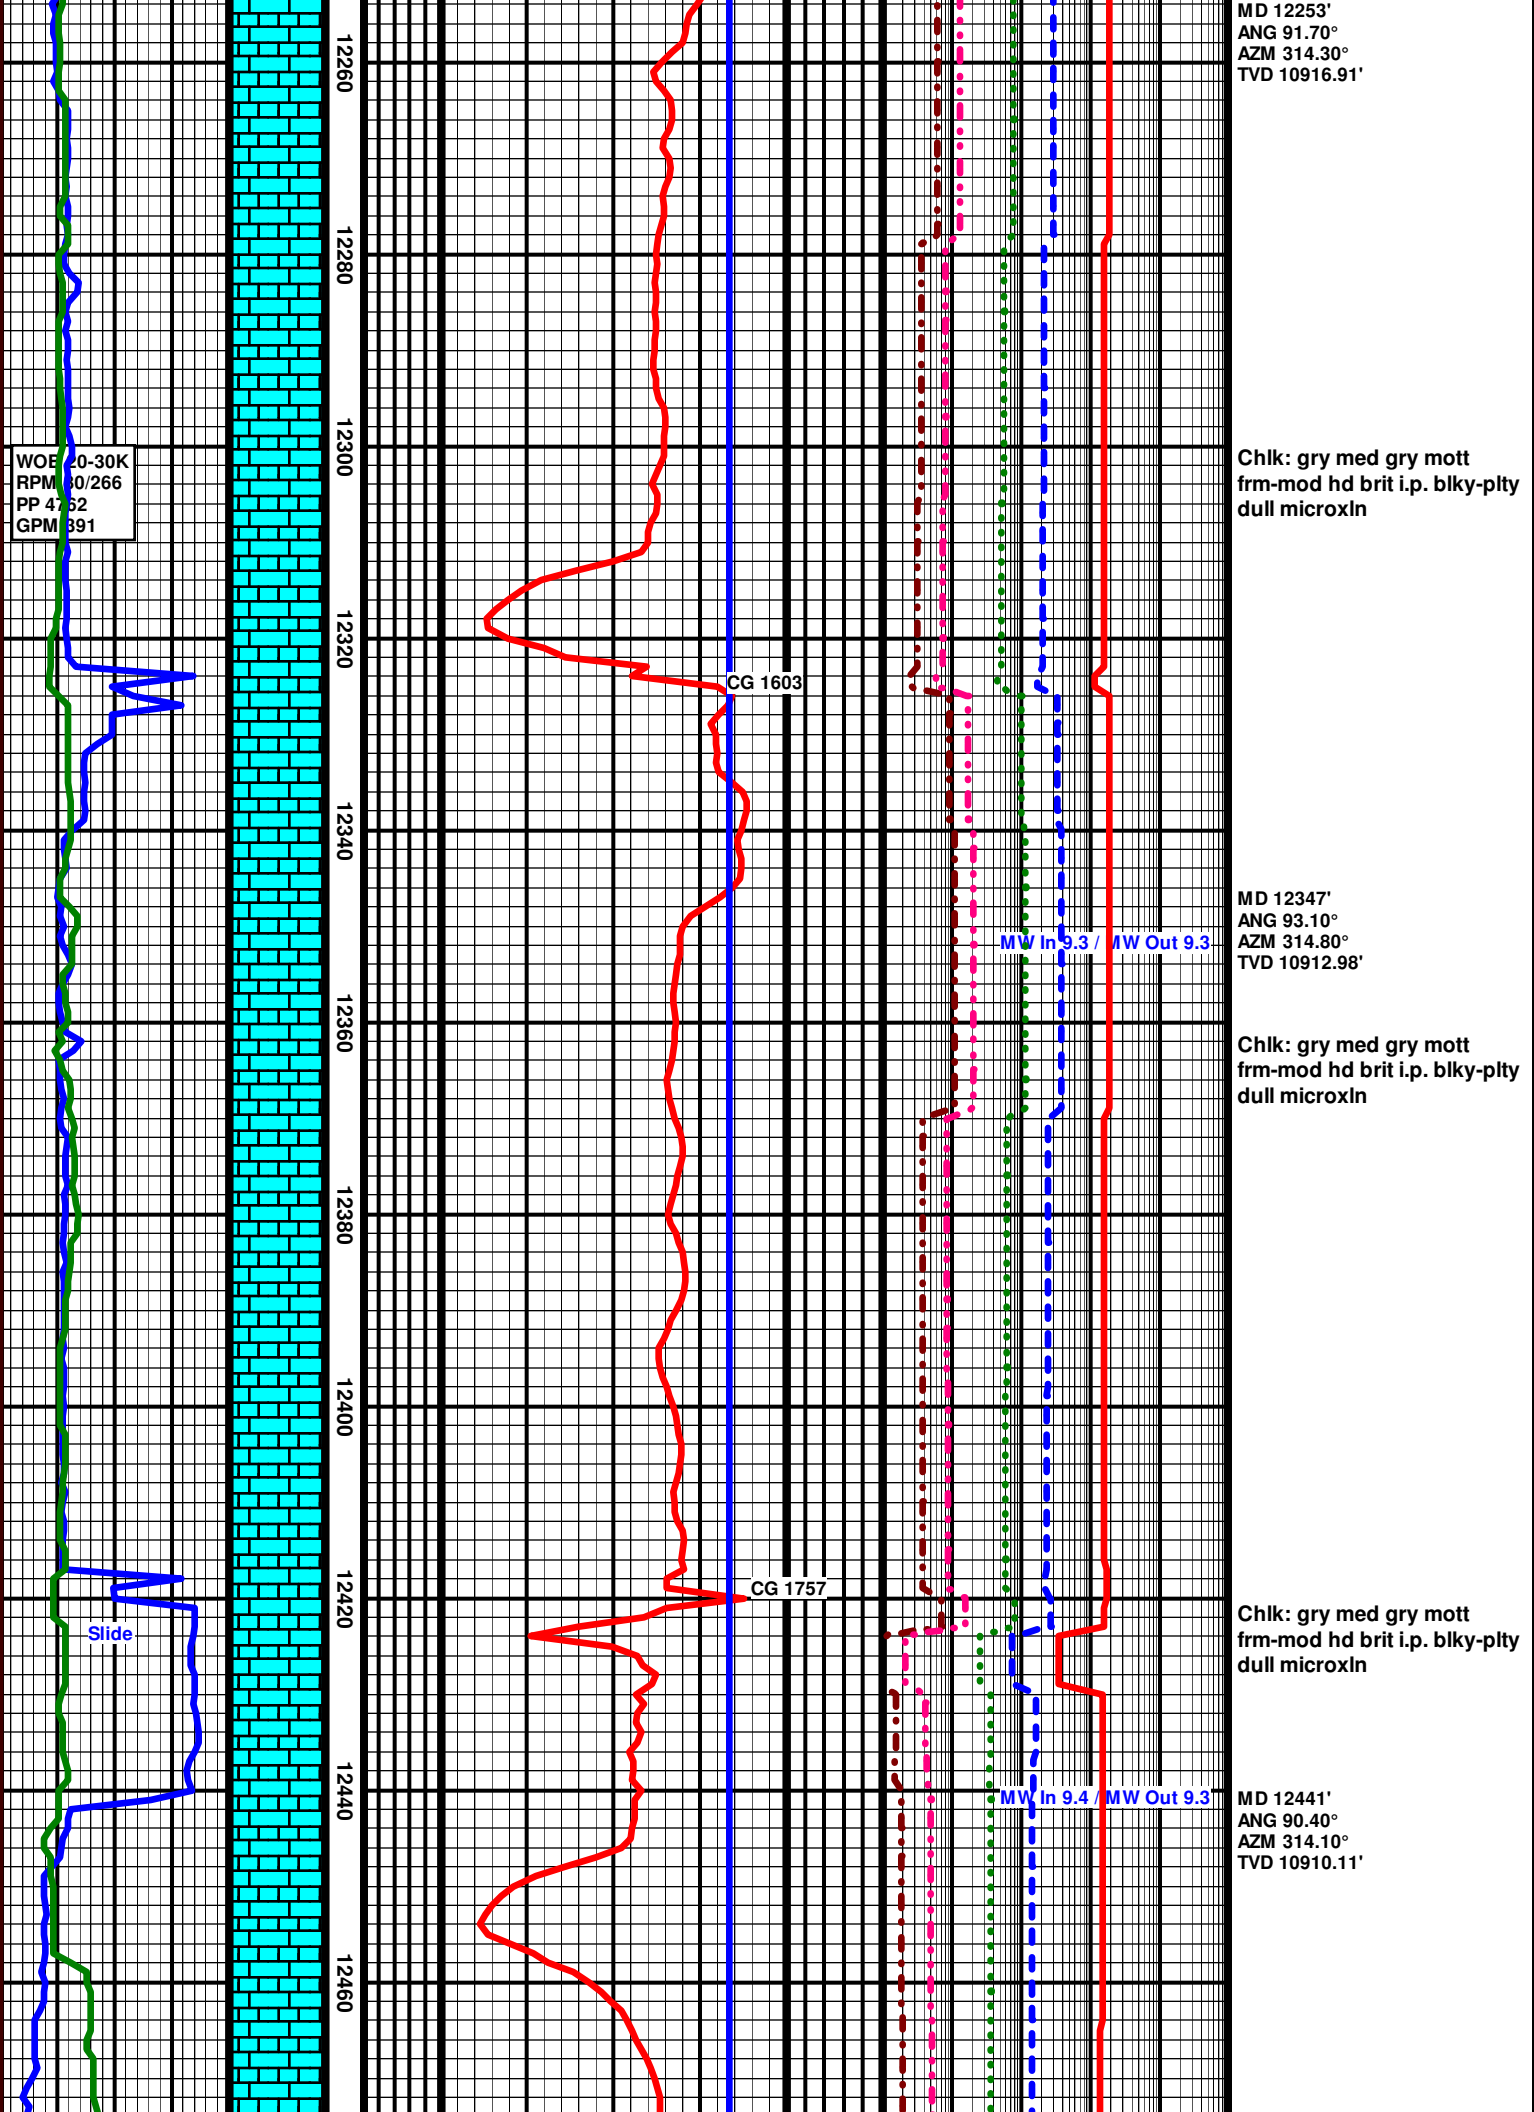 MD 12253'
ANG 91.70°
AZM 314.30°
TVD 10916.91'
12260
12280
12300
WOB 20-30K
RPM 30/266
PP 4762
GPM 391
Chlk: gry med gry mott
frm-mod hd brit i.p. blky-plty
dull microxln
12320
CG 1603
12340
MD 12347'
ANG 93.10°
AZM 314.80°
TVD 10912.98'
MW In 9.3 / MW Out 9.3
12360
Chlk: gry med gry mott
frm-mod hd brit i.p. blky-plty
dull microxln
12380
12400
CG 1757
12420
Slide
Chlk: gry med gry mott
frm-mod hd brit i.p. blky-plty
dull microxln
12440
MW In 9.4 / MW Out 9.3
MD 12441'
ANG 90.40°
AZM 314.10°
TVD 10910.11'
12460